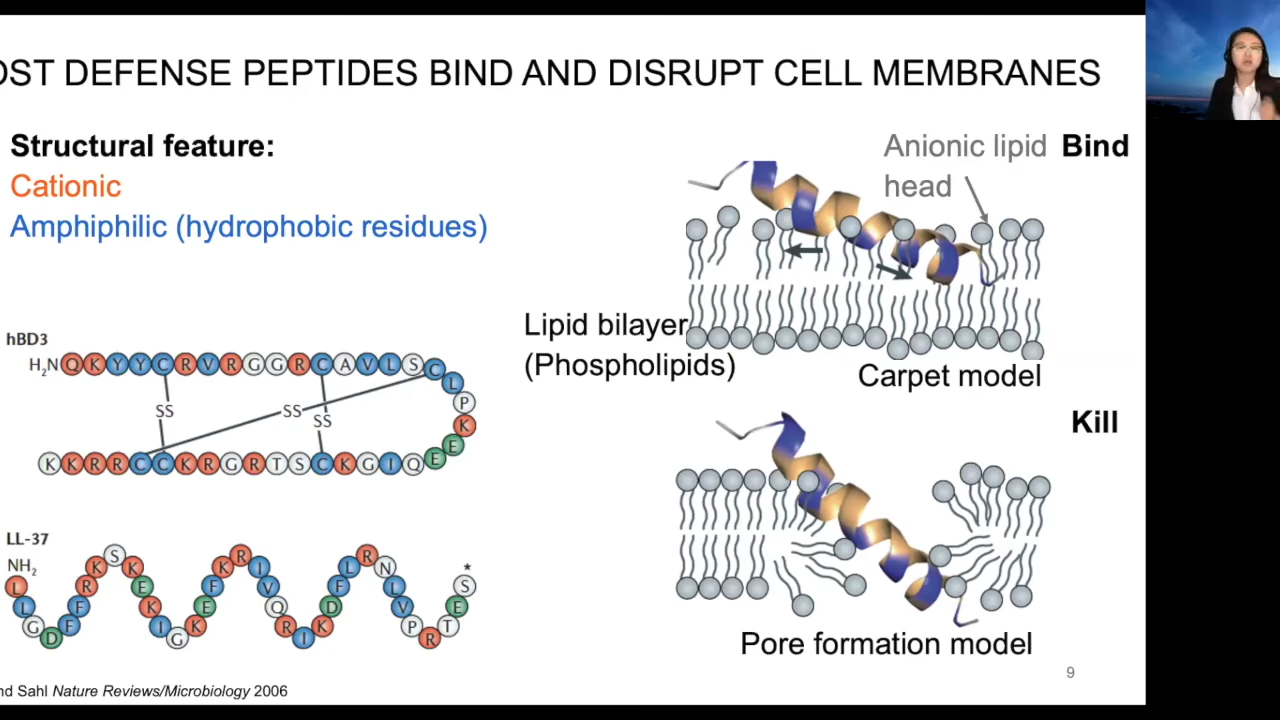 OST DEFENSE PEPTIDES BIND AND DISRUPT CELL MEMBRANES
Structural feature:
Cationic
Amphiphilic (hydrophobic residues)
Anionic lipid
head
Bind
Lipid bilayer
(Phospholipids)
Carpet model
Kill
Pore formation model
hBD3
H2N Q K Y Y C R V R G G R C A V L S C L P K E E
SS SS SS
K K R R C C K R G R T S C K G I Q
LL-37
NH2
L L G D F F R K S K E K I G K E F K R I V Q R I K D F L R N L V P R T E S *
nd Sahl Nature Reviews/Microbiology 2006
9